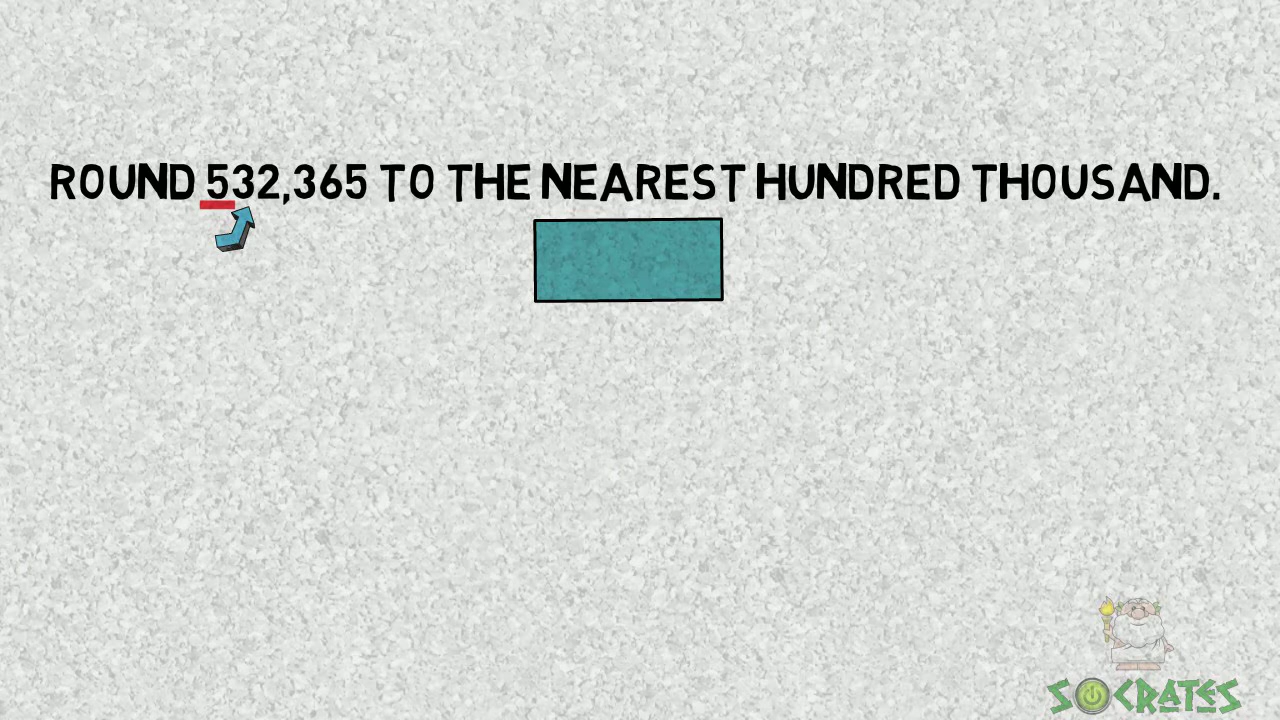 ROUND 532,365 TO THE NEAREST HUNDRED THOUSAND.
SOCRATES